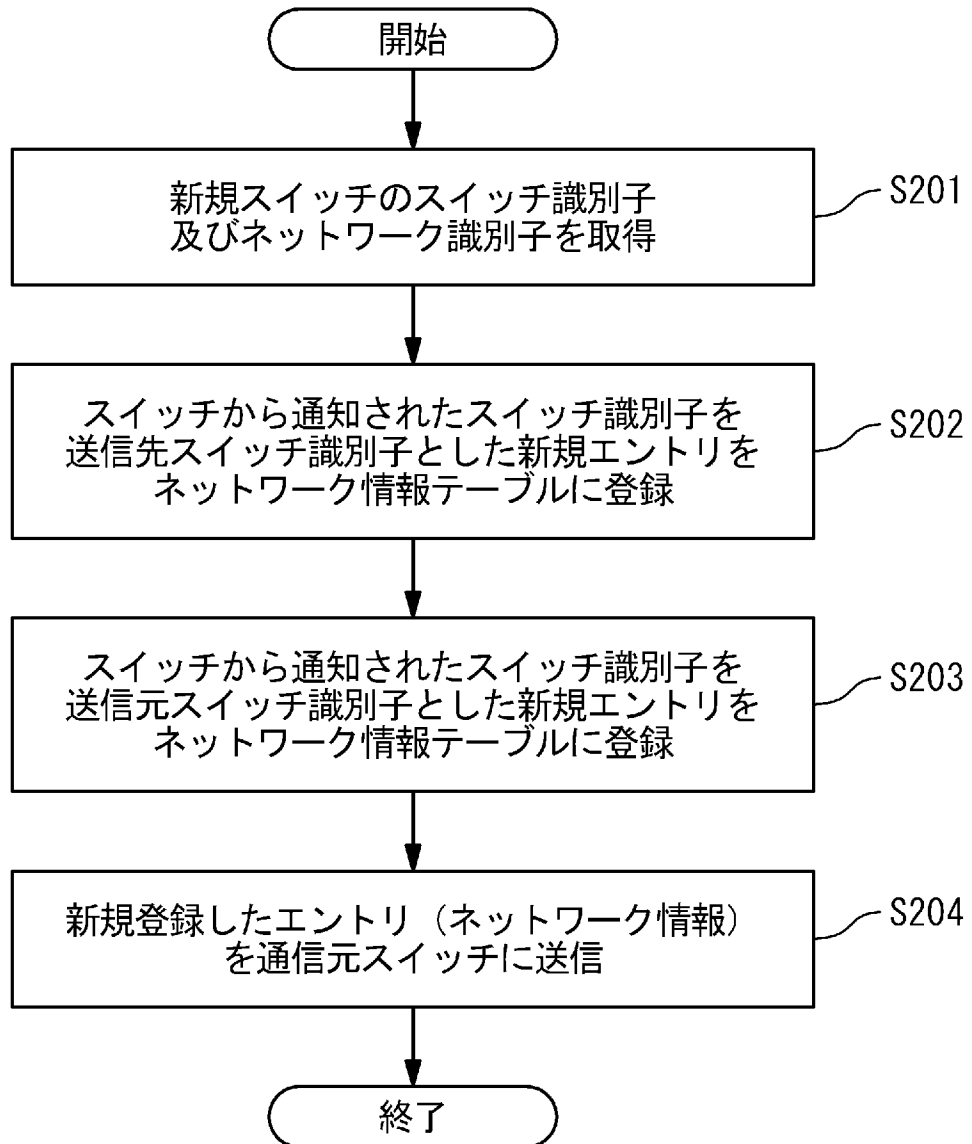 開始
新規スイッチのスイッチ識別子
及びネットワーク識別子を取得
S201
スイッチから通知されたスイッチ識別子を
送信先スイッチ識別子とした新規エントリを
ネットワーク情報テーブルに登録
S202
スイッチから通知されたスイッチ識別子を
送信元スイッチ識別子とした新規エントリを
ネットワーク情報テーブルに登録
S203
新規登録したエントリ（ネットワーク情報）
を通信元スイッチに送信
S204
終了